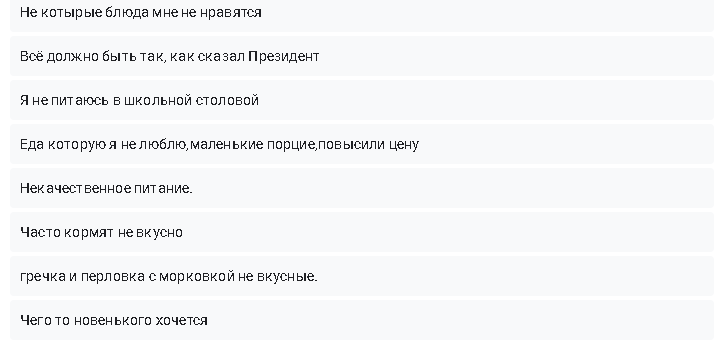 Не котырые блюда мне не нравятся
Всё должно быть так, как сказал Президент
Я не питаюсь в школьной столовой
Еда которую я не люблю,маленькие порцие,повысили цену
Некачественное питание.
Часто кормят не вкусно
гречка и перловка с морковкой не вкусные.
Чего то новенького хочется